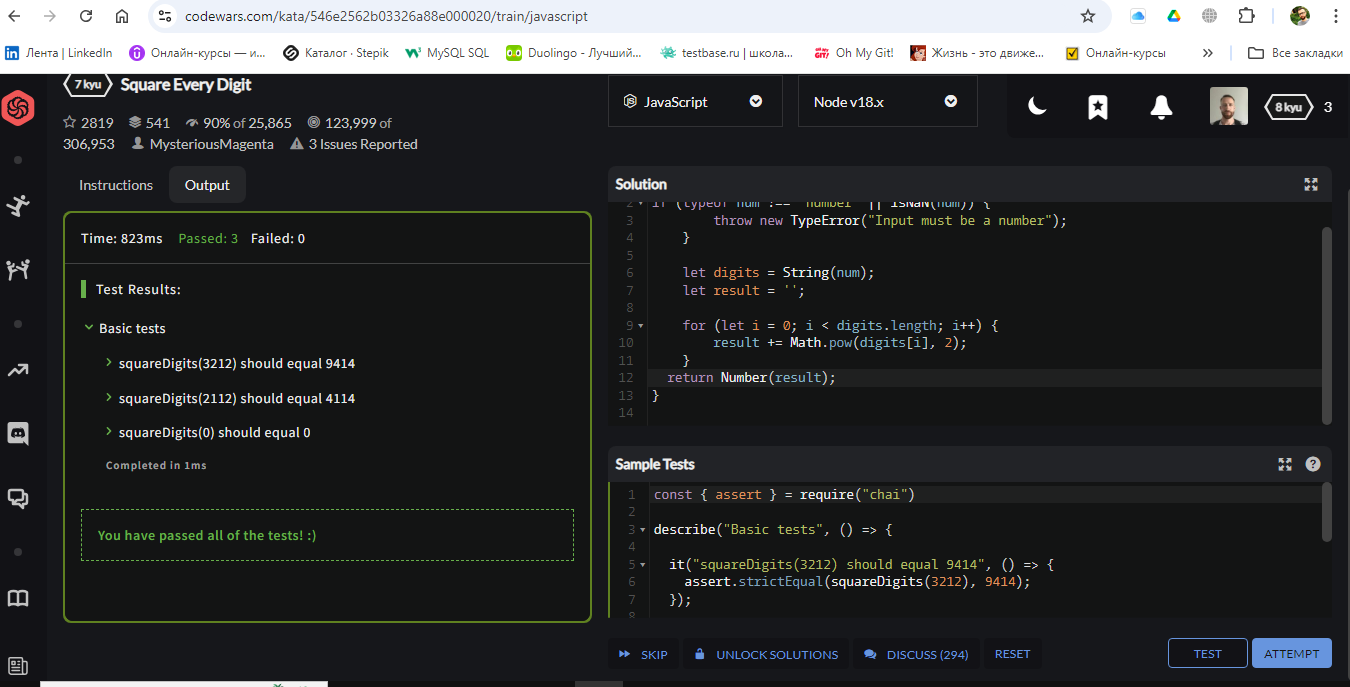 codewars.com/kata/546e2562b03326a88e000020/train/javascript
Лента | LinkedIn
Онлайн-курсы — и...
Каталог · Stepik
MySQL SQL
Duolingo - Лучший...
testbase.ru | школа...
Oh My Git!
Жизнь - это движе...
Онлайн-курсы
»
Все закладки
7 kyu Square Every Digit
2819 541 90% of 25,865 123,999 of
306,953 MysteriousMagenta 3 Issues Reported
JavaScript
Node v18.x
8 kyu 3
Instructions
Output
Time: 823ms Passed: 3 Failed: 0
Test Results:
Basic tests
squareDigits(3212) should equal 9414
squareDigits(2112) should equal 4114
squareDigits(0) should equal 0
Completed in 1ms
You have passed all of the tests! :)
Solution
2 if (typeof num !== "number" || isNaN(num)) {
3 throw new TypeError("Input must be a number");
4 }
5
6 let digits = String(num);
7 let result = '';
8
9 for (let i = 0; i < digits.length; i++) {
10 result += Math.pow(digits[i], 2);
11 }
12 return Number(result);
13 }
14
Sample Tests
1 const { assert } = require("chai")
2
3 describe("Basic tests", () => {
4
5 it("squareDigits(3212) should equal 9414", () => {
6 assert.strictEqual(squareDigits(3212), 9414);
7 });
8
SKIP
UNLOCK SOLUTIONS
DISCUSS (294)
RESET
TEST
ATTEMPT